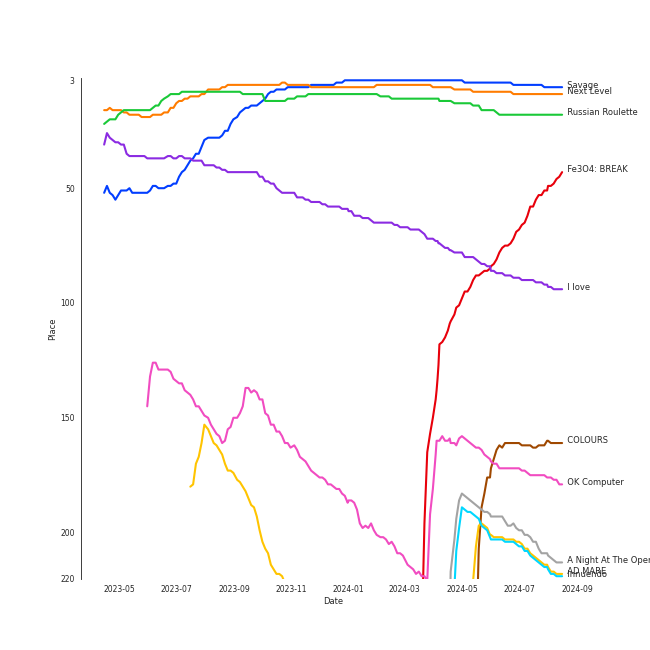 3
50
100
150
200
220
Place
Savage
Next Level
Russian Roulette
Fe3O4: BREAK
I love
COLOURS
OK Computer
A Night At The Oper
AD MARE
Innuendo
2023-05
2023-07
2023-09
2023-11
2024-01
2024-03
2024-05
2024-07
2024-09
Date